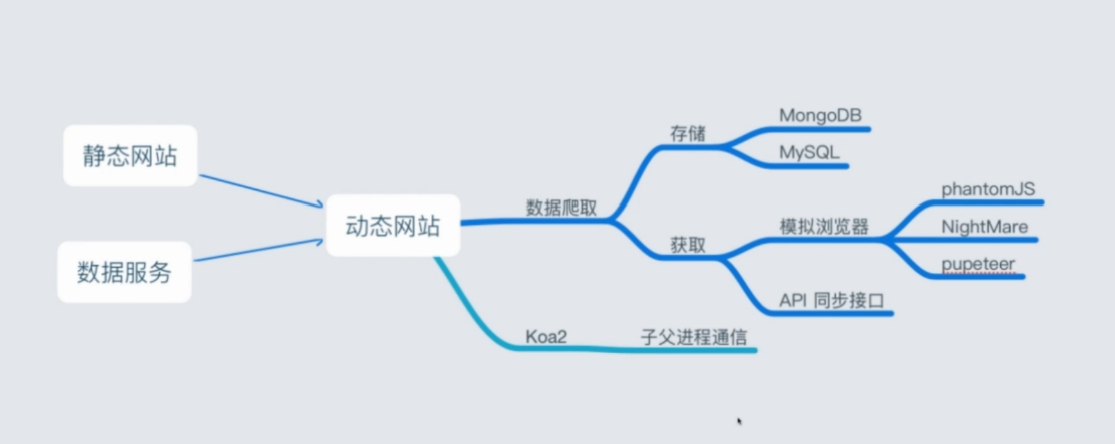 静态网站
数据服务
动态网站
数据爬取
存储
MongoDB
MySQL
获取
模拟浏览器
phantomJS
NightMare
pupeteer
API 同步接口
Koa2
子父进程通信